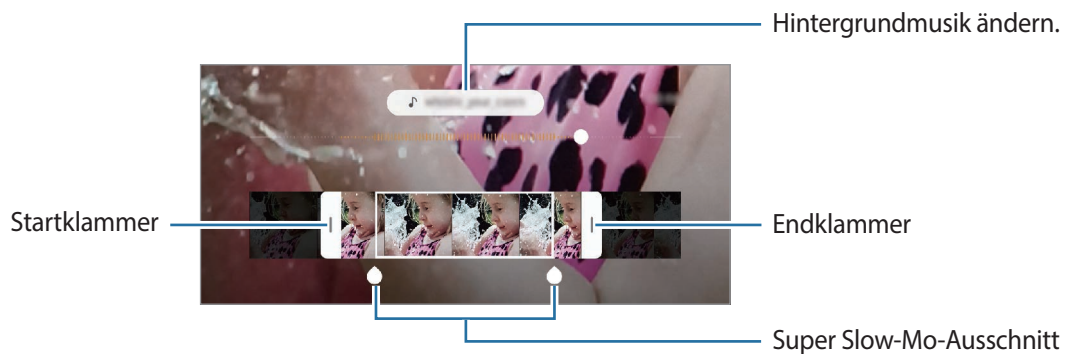 Hintergrundmusik ändern.
Startklammer
Endklammer
Super Slow-Mo-Ausschnitt